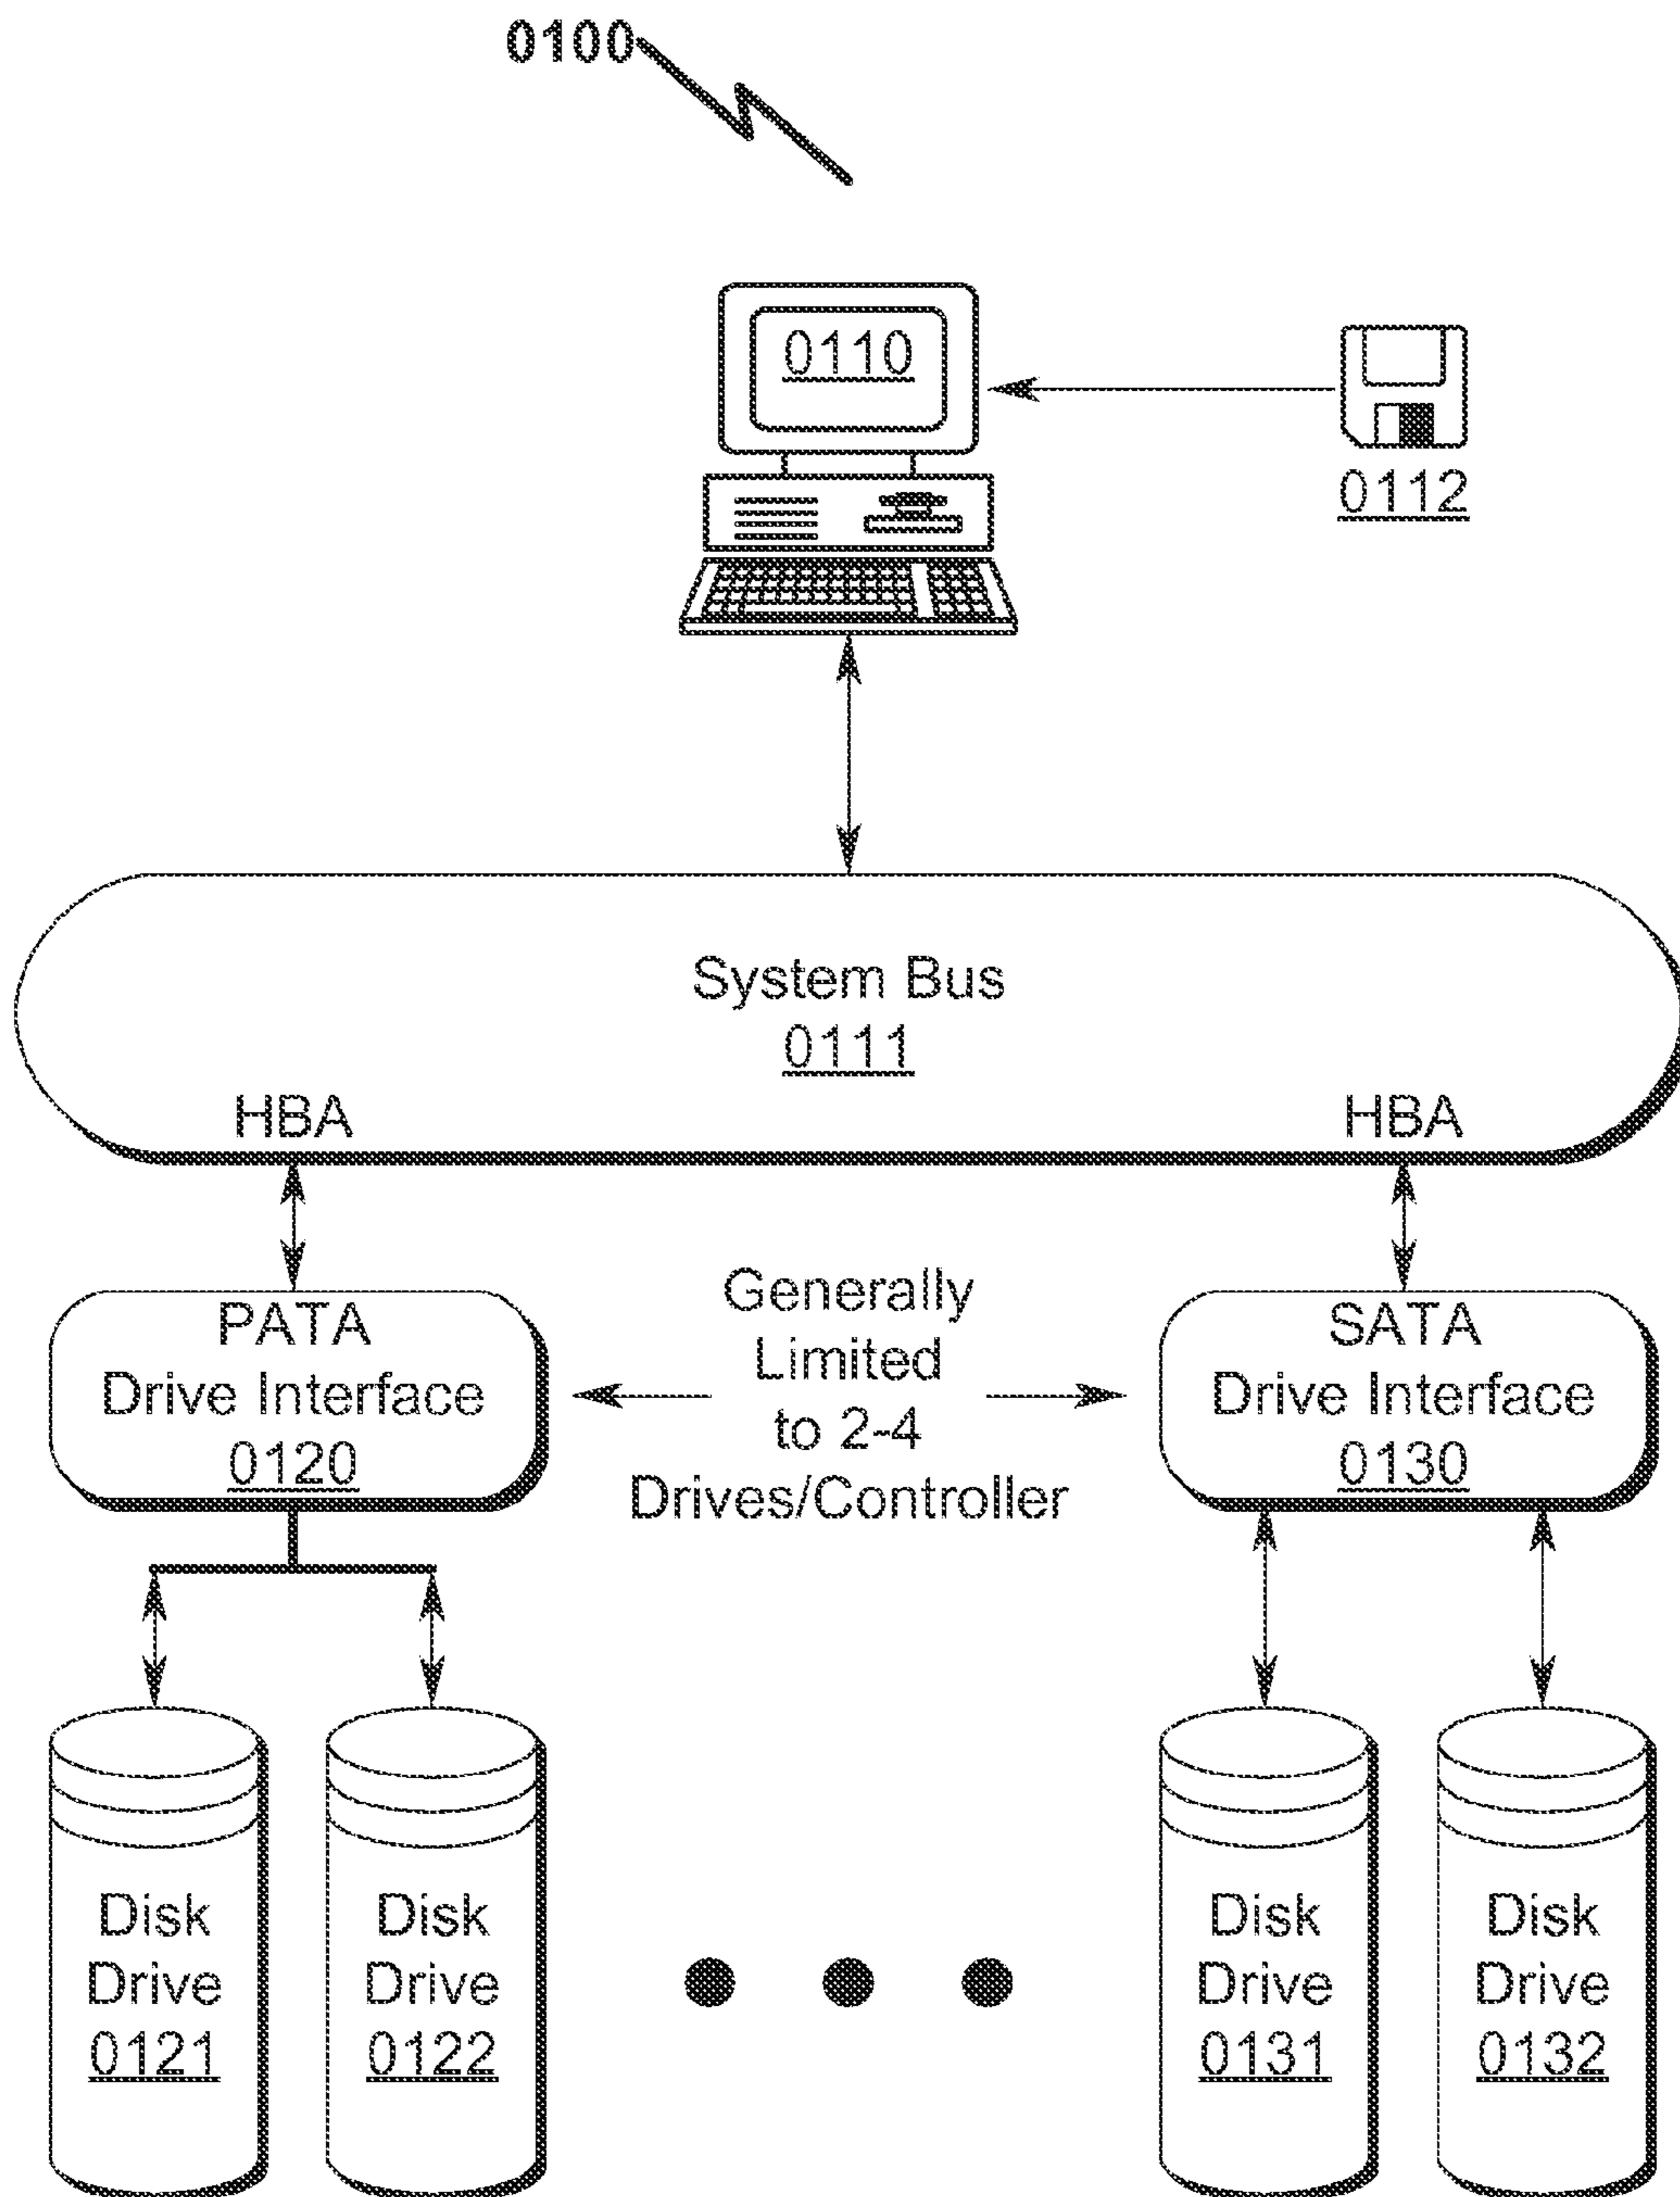 0100
0110
0112
System Bus
0111
HBA
HBA
PATA
Drive Interface
0120
Generally
Limited
to 2-4
Drives/Controller
SATA
Drive Interface
0130
Disk
Drive
0121
Disk
Drive
0122
Disk
Drive
0131
Disk
Drive
0132